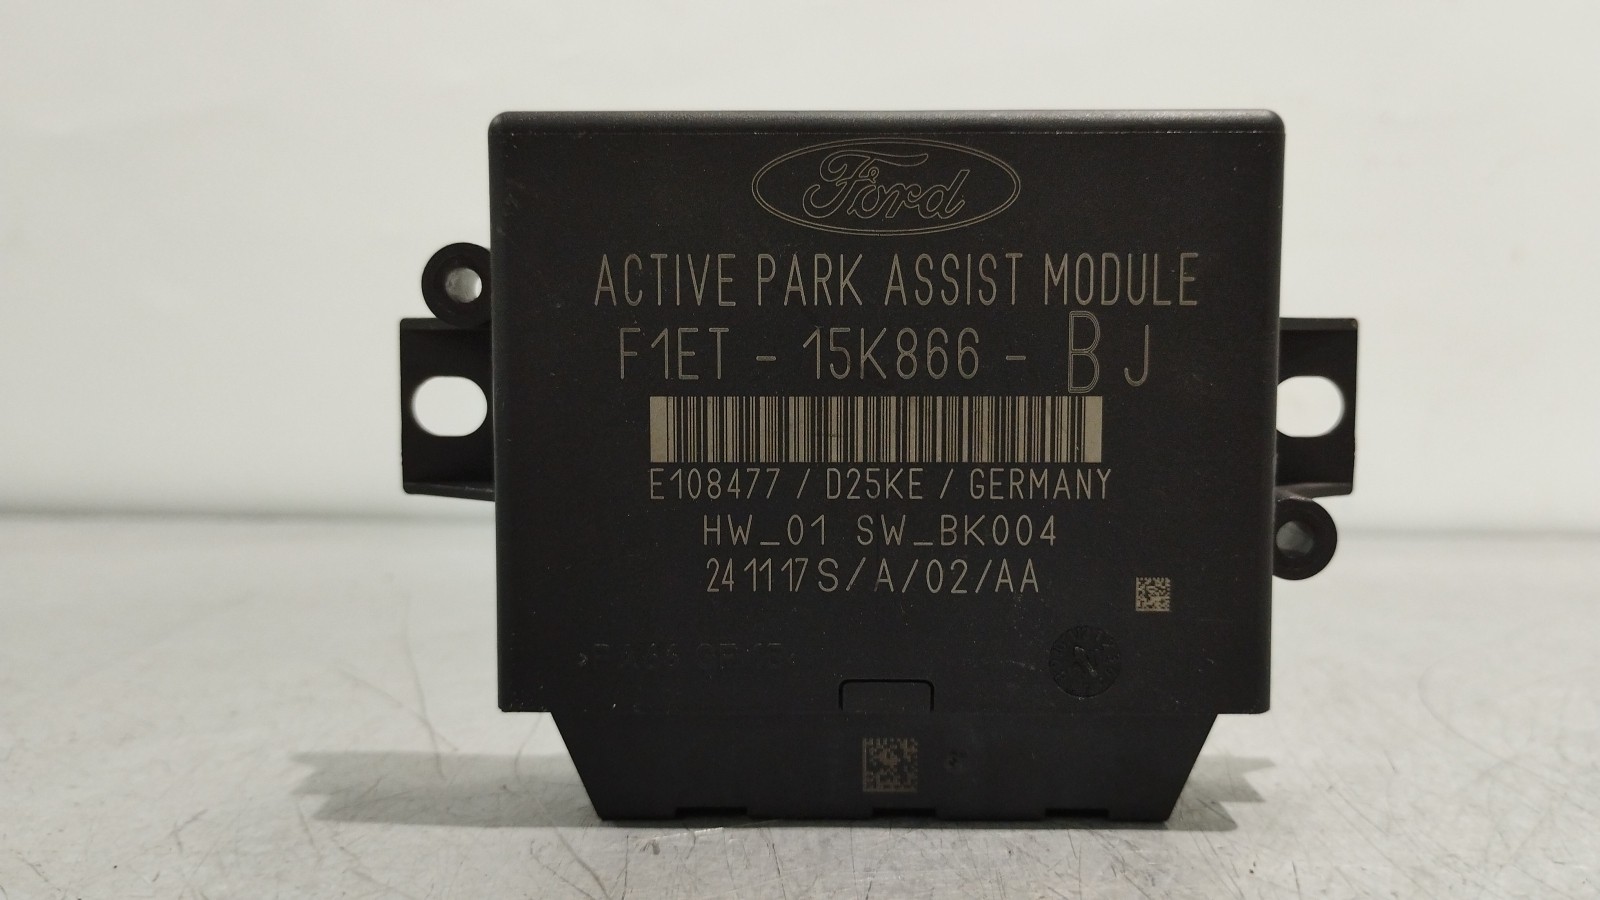 Ford
ACTIVE PARK ASSIST MODULE
F1ET - 15K866 - BJ
E108477 / D25KE / GERMANY
HW_01 SW_BK004
241117S/A/02/AA